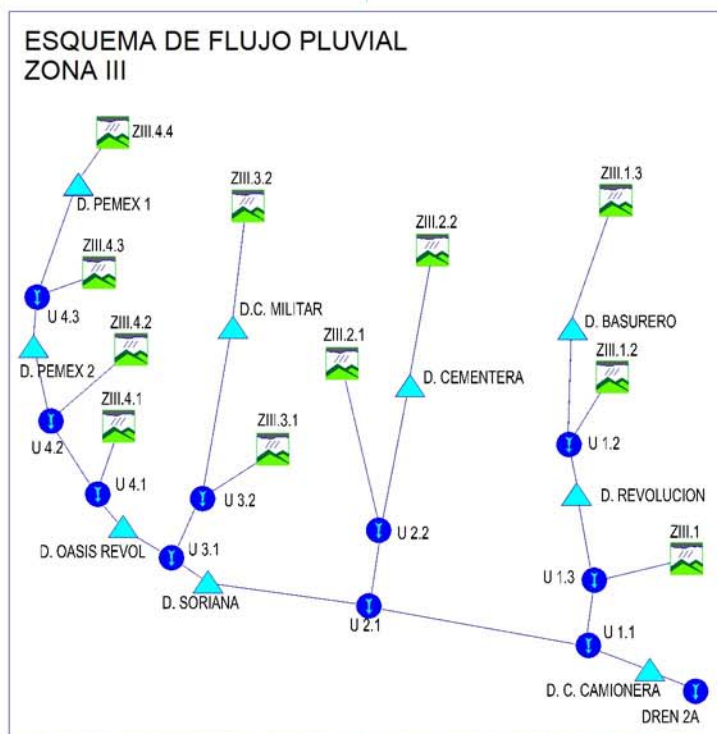 ESQUEMA DE FLUJO PLUVIAL
ZONA III
ZIII.4.4
D. PEMEX 1
ZIII.3.2
ZIII.1.3
ZIII.2.2
ZIII.4.3
U 4.3
D.C. MILITAR
D. BASURERO
ZIII.4.2
ZIII.2.1
ZIII.1.2
D. PEMEX 2
D. CEMENTERA
ZIII.4.1
ZIII.3.1
U 4.2
U 1.2
U 4.1
U 3.2
D. REVOLUCION
U 2.2
ZIII.1
D. OASIS REVOL
U 3.1
U 1.3
D. SORIANA
U 2.1
U 1.1
D. C. CAMIONERA
DREN 2A